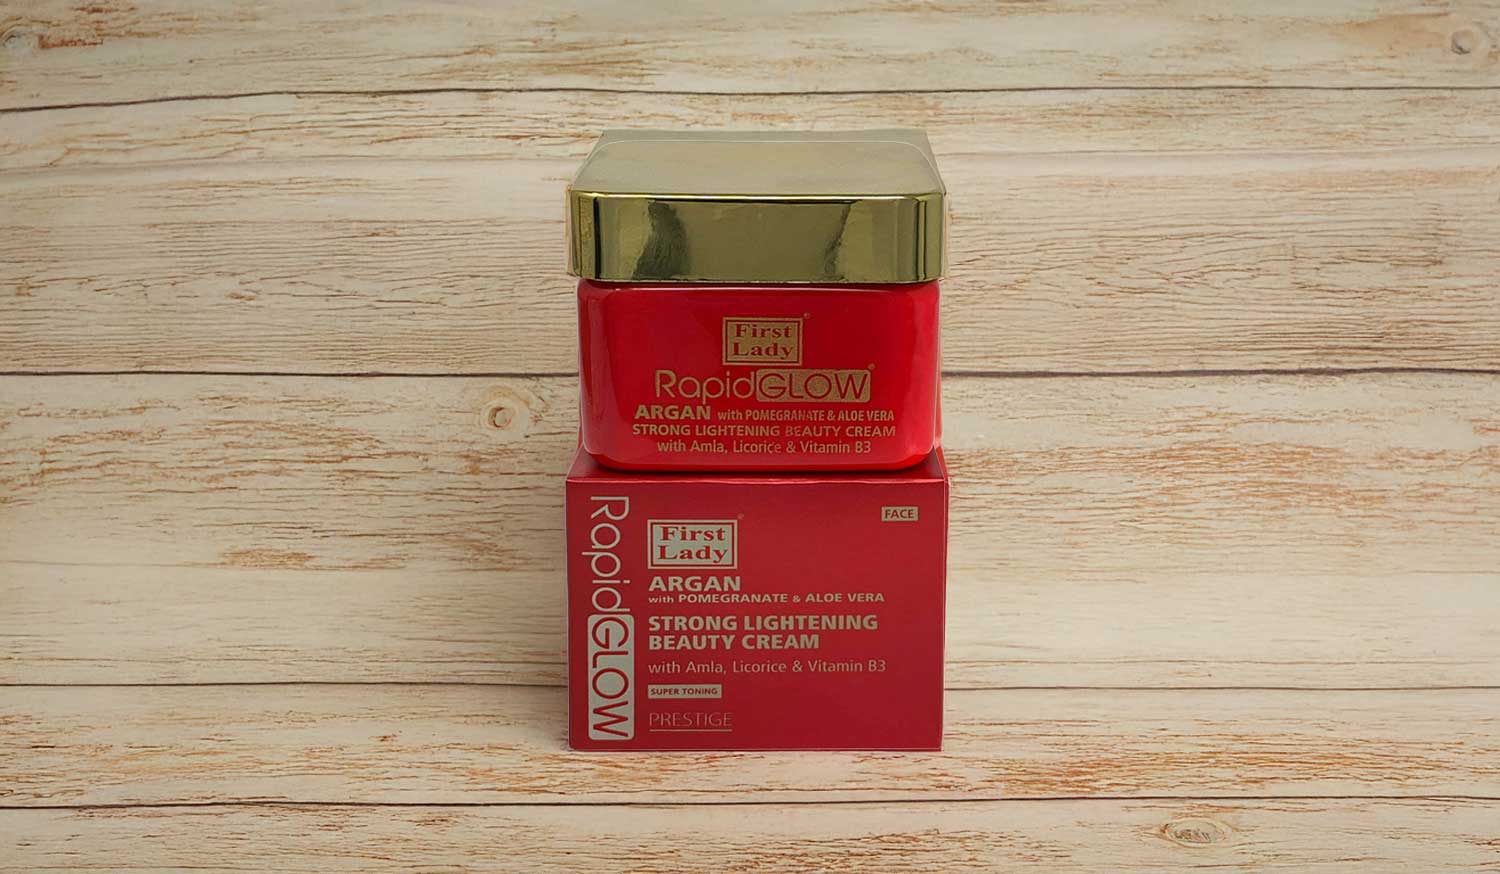 First
Lady
RapidGLOW
ARGAN with POMEGRANATE & ALOE VERA
STRONG LIGHTENING BEAUTY CREAM
with Amla, Licorice & Vitamin B3
RapidGLOW
FACE
First
Lady
ARGAN
with POMEGRANATE & ALOE VERA
STRONG LIGHTENING
BEAUTY CREAM
with Amla, Licorice & Vitamin B3
SUPER TONING
PRESTIGE